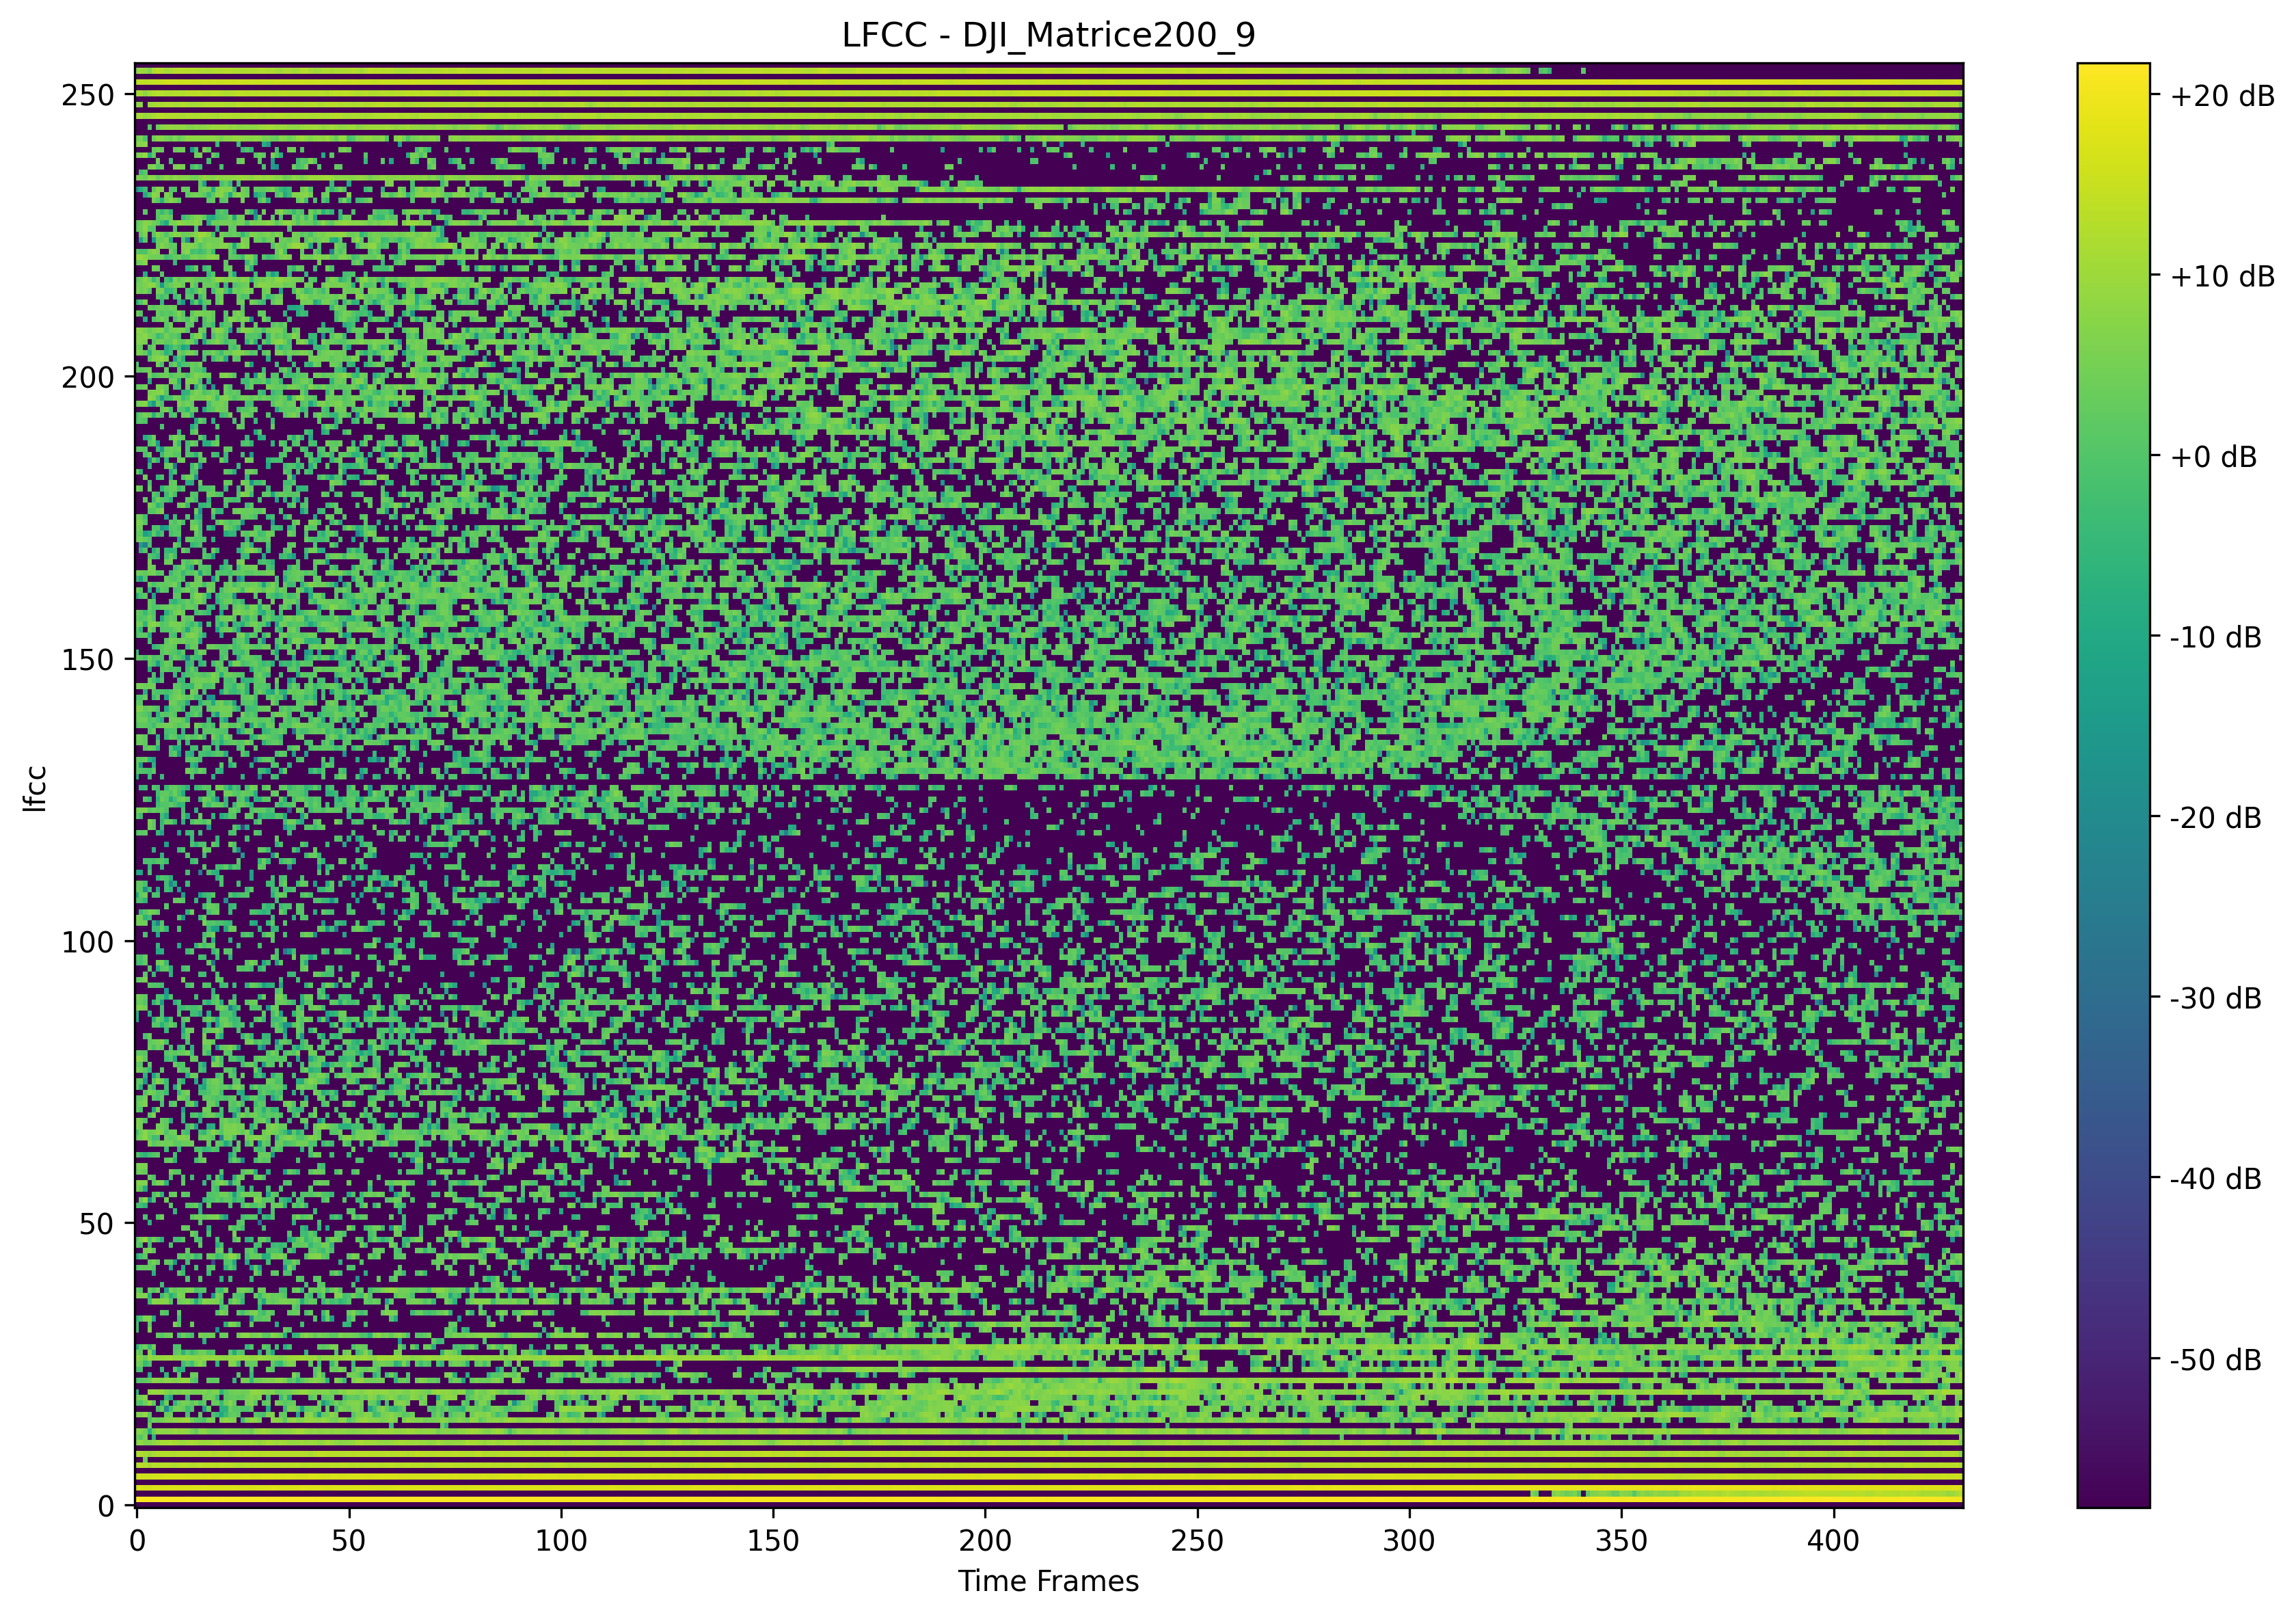 LFCC - DJI_Matrice200_9
250
200
150
100
50
0
lfcc
0
50
100
150
200
250
300
350
400
Time Frames
+20 dB
+10 dB
+0 dB
-10 dB
-20 dB
-30 dB
-40 dB
-50 dB